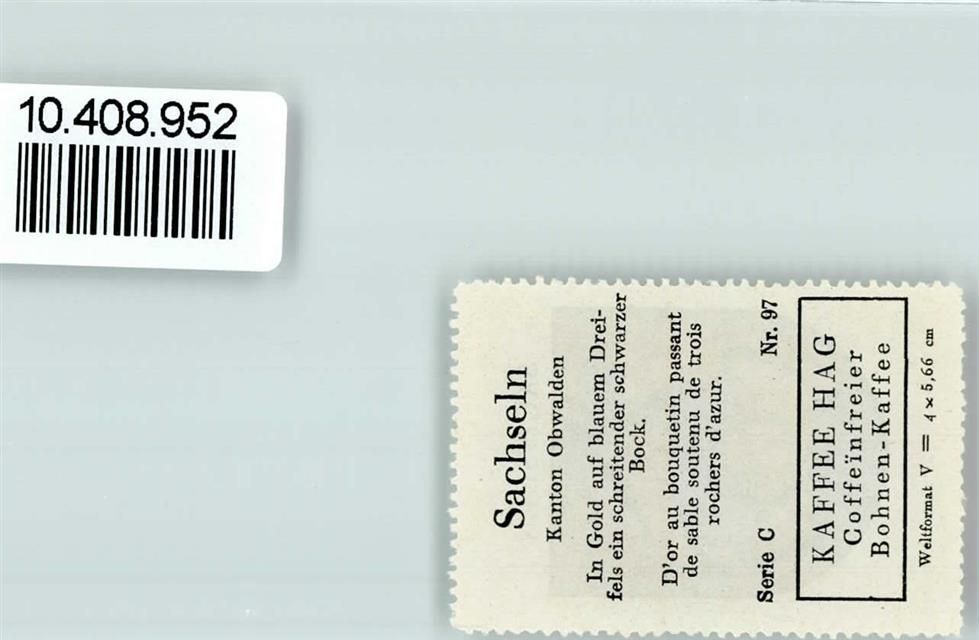 10.408.952
Sachseln
Kanton Obwalden
In Gold auf blauem Drei-
fels ein schreitender schwarzer
Bock.
D'or au bouquetin passant
de sable soutenu de trois
rochers d'azur.
Serie C Nr. 97
KAFFEE HAG
Coffeïnfreier
Bohnen-Kaffee
Weltformat V = 4 × 5,66 cm